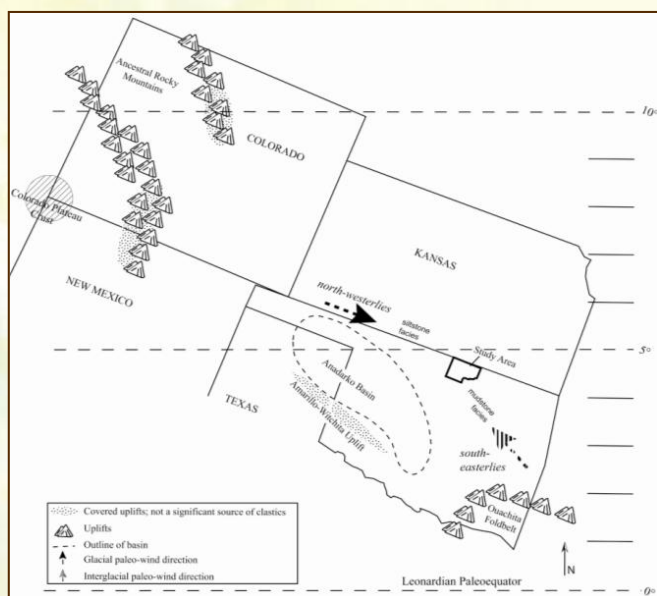 Ancestral Rocky
Mountains
10°
COLORADO
Colorado Plateau
Crust
KANSAS
NEW MEXICO
north-westerlies
siltstone
facies
Study Area
5°
Anadarko Basin
TEXAS
Amarillo-Witchita Uplift
mudstone
facies
south-
easterlies
Ouachita
Foldbelt
Covered uplifts; not a significant source of clastics
Uplifts
Outline of basin
Glacial paleo-wind direction
Interglacial paleo-wind direction
N
Leonardian Paleoequator
0°